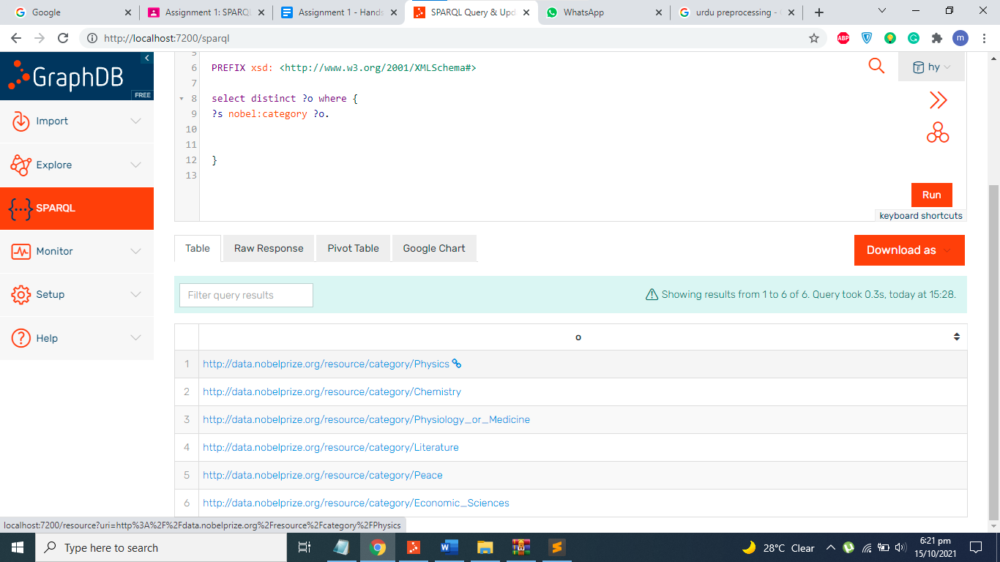 Google
Assignment 1: SPARQL
Assignment 1 - Hands
SPARQL Query & Upd
WhatsApp
urdu preprocessing -
http://localhost:7200/sparql
ABP
m
GraphDB
FREE
Import
Explore
SPARQL
Monitor
Setup
Help
5
6 PREFIX xsd: <http://www.w3.org/2001/XMLSchema#>
7
8 select distinct ?o where {
9 ?s nobel:category ?o.
10
11
12 }
13
hy
Run
keyboard shortcuts
Table Raw Response Pivot Table Google Chart
Download as
Filter query results
Showing results from 1 to 6 of 6. Query took 0.3s, today at 15:28.
o
1 http://data.nobelprize.org/resource/category/Physics
2 http://data.nobelprize.org/resource/category/Chemistry
3 http://data.nobelprize.org/resource/category/Physiology_or_Medicine
4 http://data.nobelprize.org/resource/category/Literature
5 http://data.nobelprize.org/resource/category/Peace
6 http://data.nobelprize.org/resource/category/Economic_Sciences
localhost:7200/resource?uri=http%3A%2F%2Fdata.nobelprize.org%2Fresource%2Fcategory%2FPhysics
Type here to search
28°C Clear
6:21 pm
15/10/2021